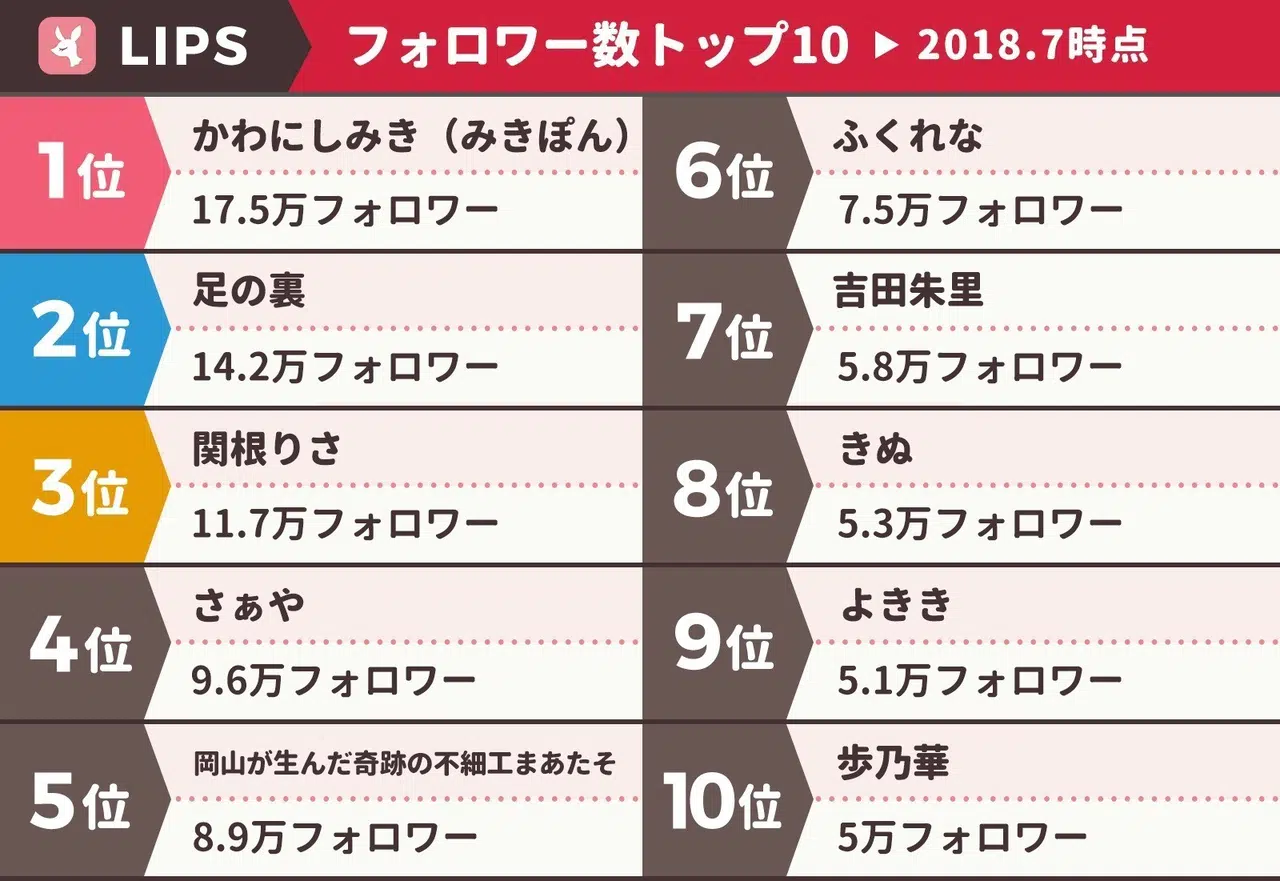 LIPS フォロワー数トップ10 ▶ 2018.7時点
1位
かわにしみき（みきぽん）
17.5万フォロワー
2位
足の裏
14.2万フォロワー
3位
関根りさ
11.7万フォロワー
4位
さぁや
9.6万フォロワー
5位
岡山が生んだ奇跡の不細工まあたそ
8.9万フォロワー
6位
ふくれな
7.5万フォロワー
7位
吉田朱里
5.8万フォロワー
8位
きぬ
5.3万フォロワー
9位
よきき
5.1万フォロワー
10位
歩乃華
5万フォロワー